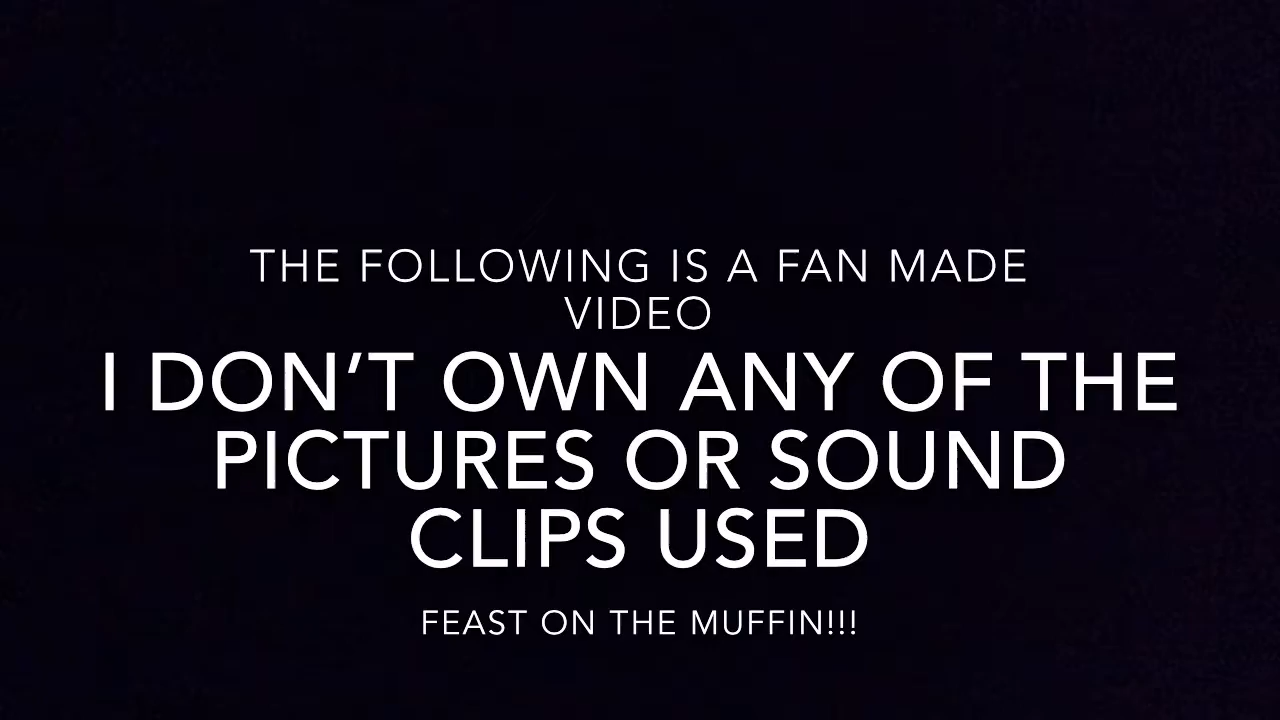 THE FOLLOWING IS A FAN MADE
VIDEO
I DON’T OWN ANY OF THE
PICTURES OR SOUND
CLIPS USED
FEAST ON THE MUFFIN!!!